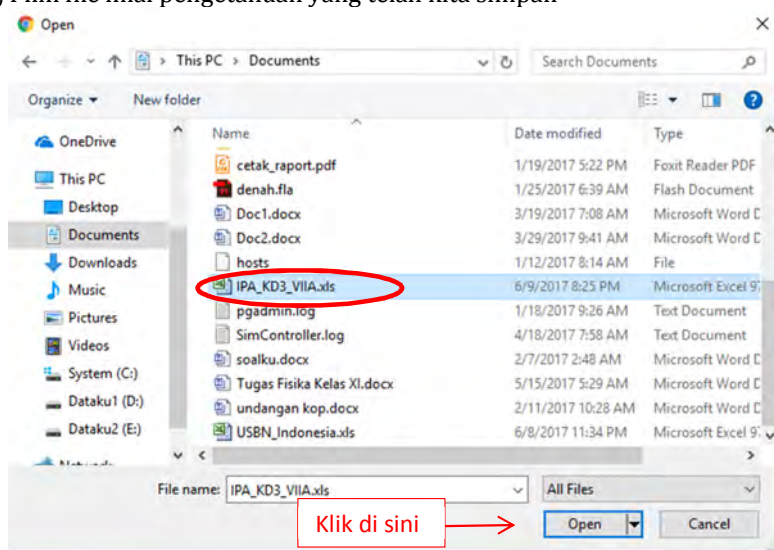 Pilih file nilai pengetahuan yang telah kita simpan
Open
This PC > Documents
Search Documents
Organize
New folder
Name
Date modified
Type
OneDrive
This PC
Desktop
Documents
Downloads
Music
Pictures
Videos
System (C:)
Dataku1 (D:)
Dataku2 (E:)
cetak_raport.pdf 1/19/2017 5:22 PM Foxit Reader PDF
denah.fla 1/25/2017 6:39 AM Flash Document
Doc1.docx 3/19/2017 7:08 AM Microsoft Word D
Doc2.docx 3/29/2017 9:41 AM Microsoft Word D
hosts 1/12/2017 8:14 AM File
IPA_KD3_VIIA.xls 6/9/2017 8:25 PM Microsoft Excel 97
pgadmin.log 1/18/2017 9:26 AM Text Document
SimController.log 4/18/2017 7:58 AM Text Document
soalku.docx 2/7/2017 2:48 AM Microsoft Word D
Tugas Fisika Kelas XI.docx 5/15/2017 5:29 AM Microsoft Word D
undangan kop.docx 2/11/2017 10:28 AM Microsoft Word D
USBN_Indonesia.xls 6/8/2017 11:34 PM Microsoft Excel 97
File name: IPA_KD3_VIIA.xls
All Files
Klik di sini
Open
Cancel